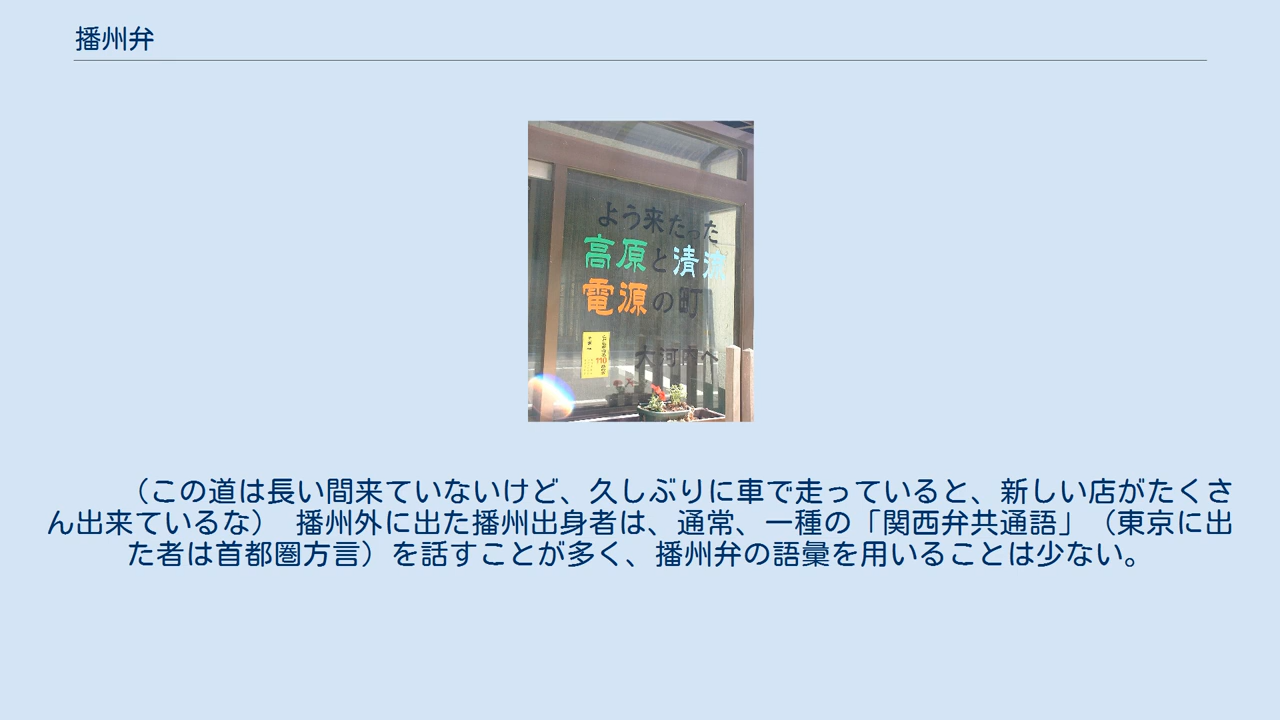 播州弁
よう来たった
高原と清流
電源の町
大河内へ
（この道は長い間来ていないけど、久しぶりに車で走っていると、新しい店がたくさ
ん出来ているな）　播州外に出た播州出身者は、通常、一種の「関西弁共通語」（東京に出
た者は首都圏方言）を話すことが多く、播州弁の語彙を用いることは少ない。